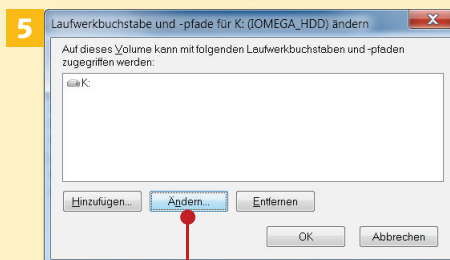 5
Laufwerkbuchstabe und -pfade für K: (IOMEGA_HDD) ändern
Auf dieses Volume kann mit folgenden Laufwerkbuchstaben und -pfaden
zugegriffen werden:
K:
Hinzufügen... Ändern... Entfernen
OK Abbrechen